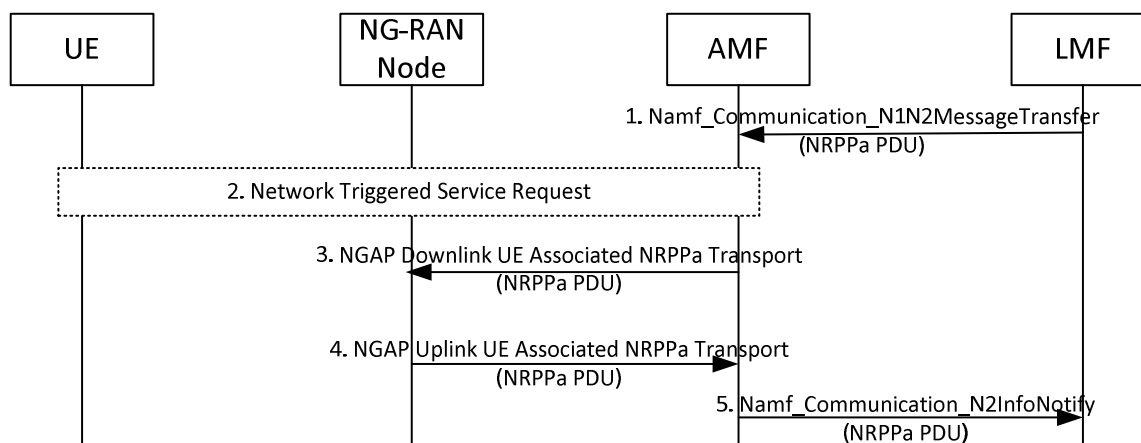 UE
NG-RAN
Node
AMF
LMF
1. Namf_Communication_N1N2MessageTransfer
(NRPPa PDU)
2. Network Triggered Service Request
3. NGAP Downlink UE Associated NRPPa Transport
(NRPPa PDU)
4. NGAP Uplink UE Associated NRPPa Transport
(NRPPa PDU)
5. Namf_Communication_N2InfoNotify
(NRPPa PDU)